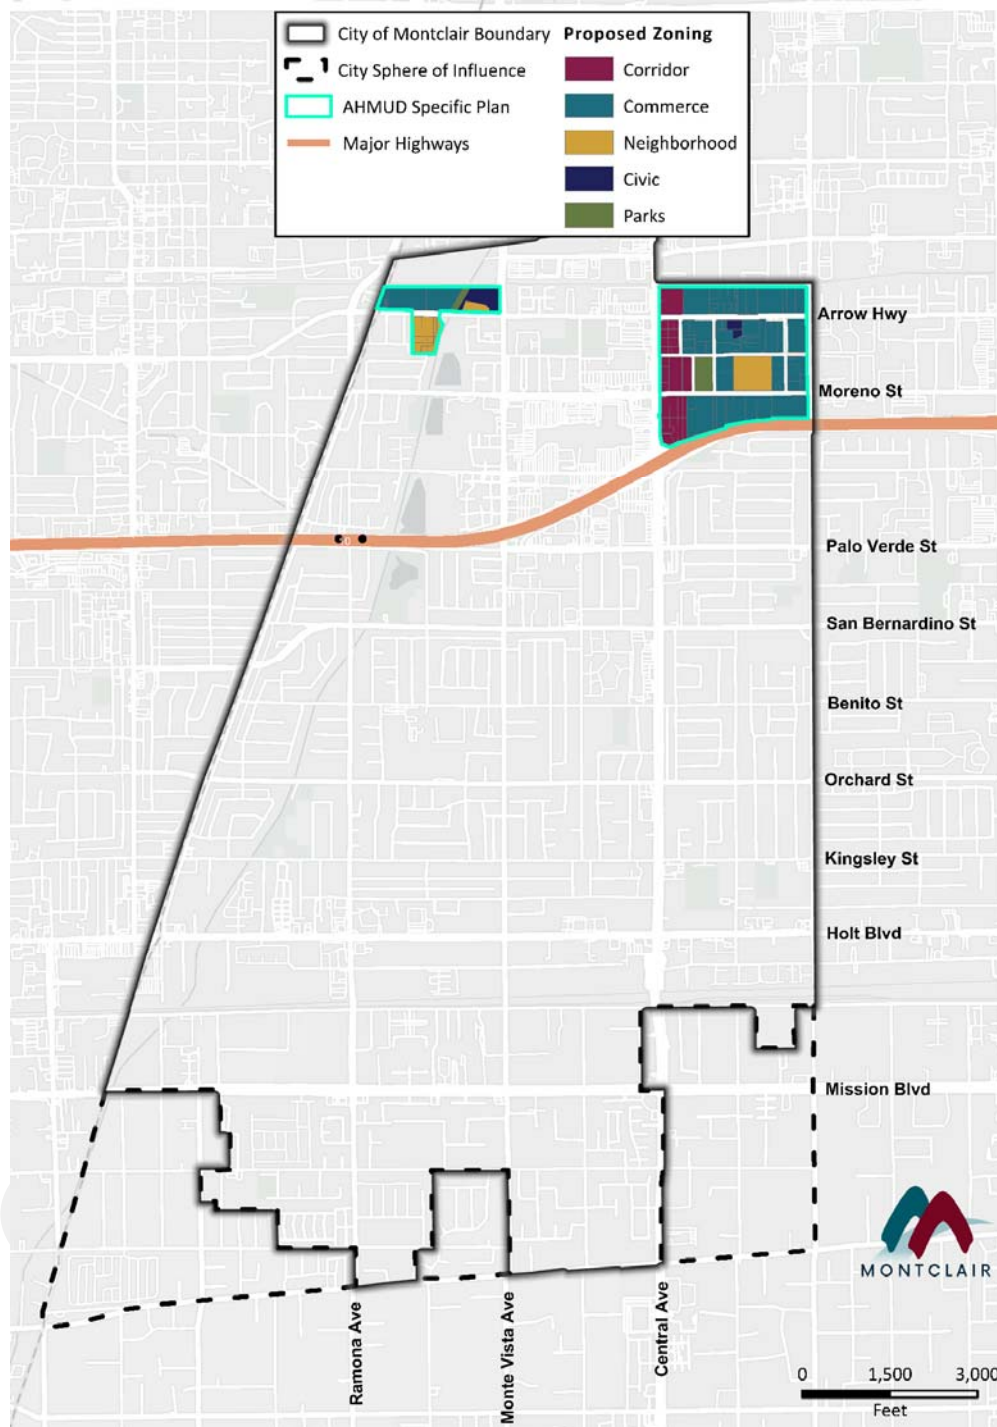 City of Montclair Boundary
City Sphere of Influence
AHMUD Specific Plan
Major Highways
Proposed Zoning
Corridor
Commerce
Neighborhood
Civic
Parks
Arrow Hwy
Moreno St
Palo Verde St
San Bernardino St
Benito St
Orchard St
Kingsley St
Holt Blvd
Mission Blvd
Ramona Ave
Monte Vista Ave
Central Ave
MONTCLAIR
0 1,500 3,000
Feet